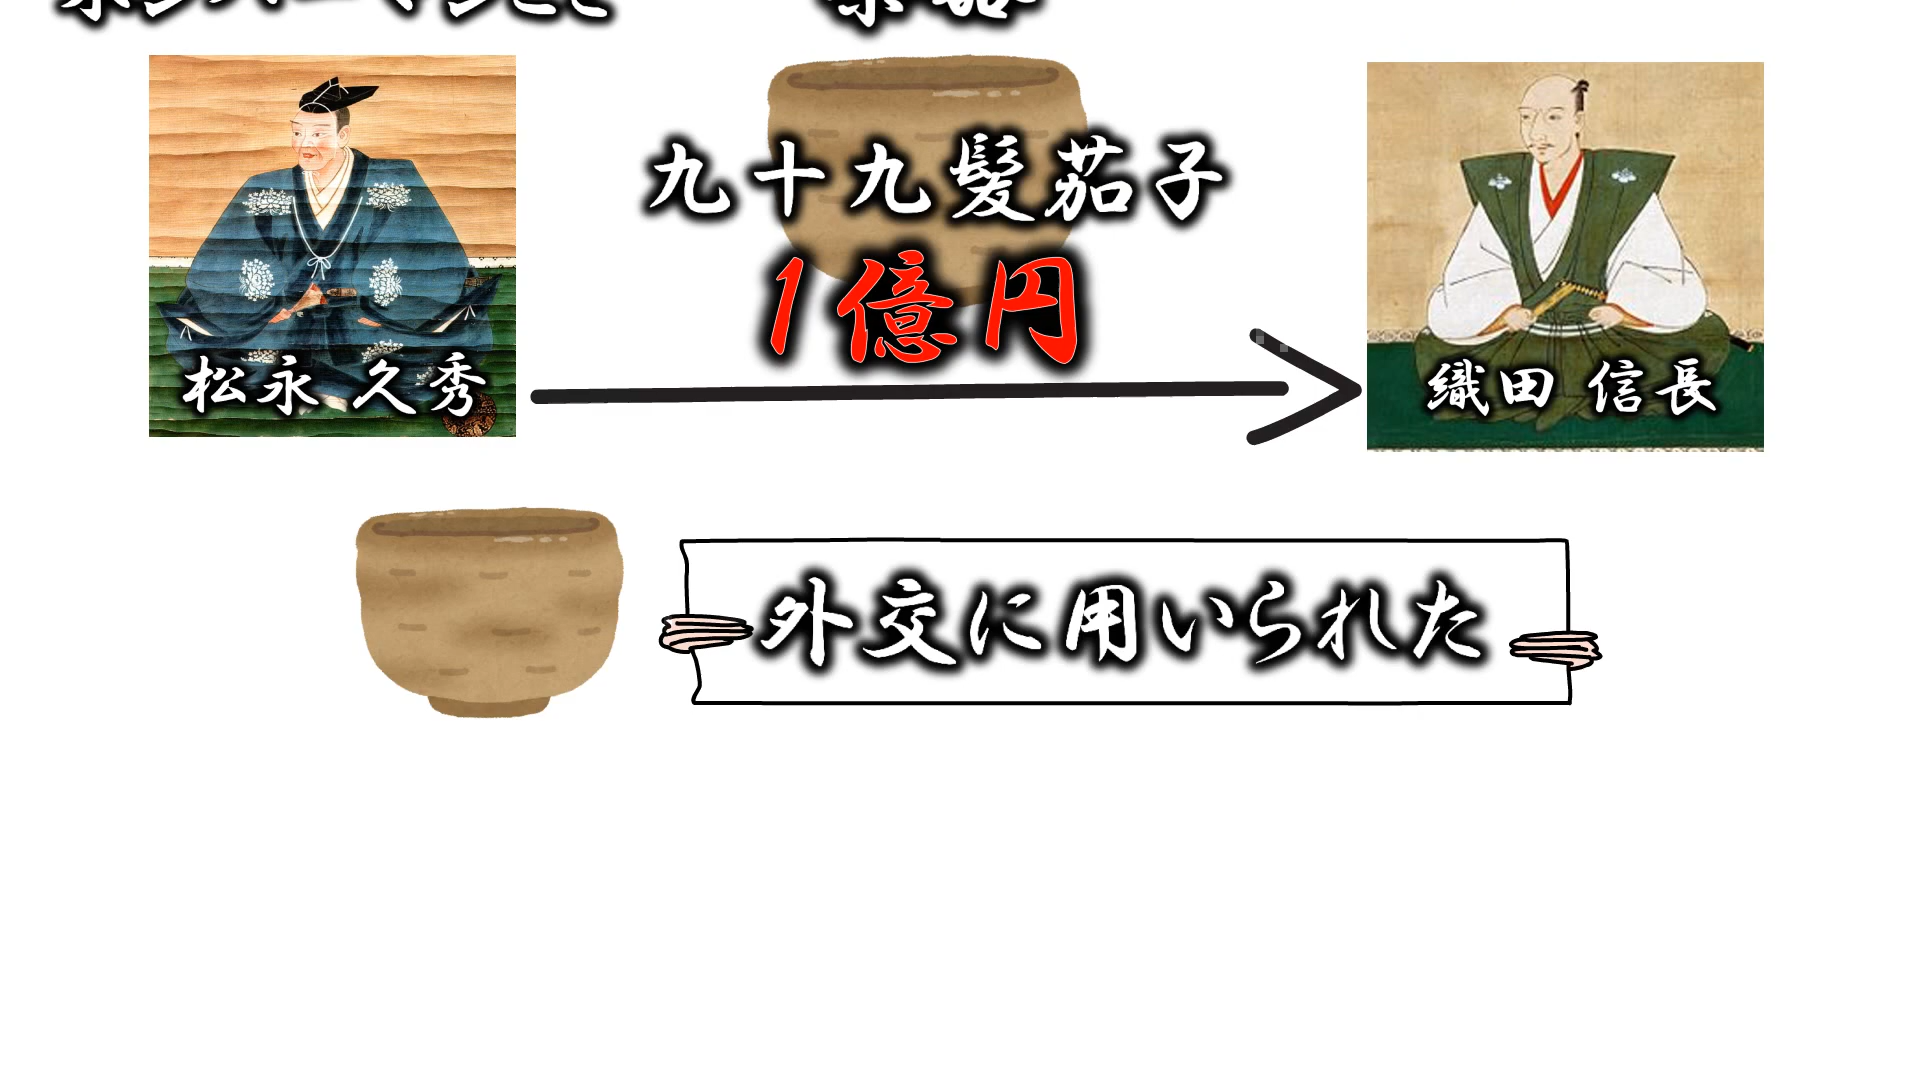 九十九髪茄子
1億円
松永 久秀
織田 信長
外交に用いられた